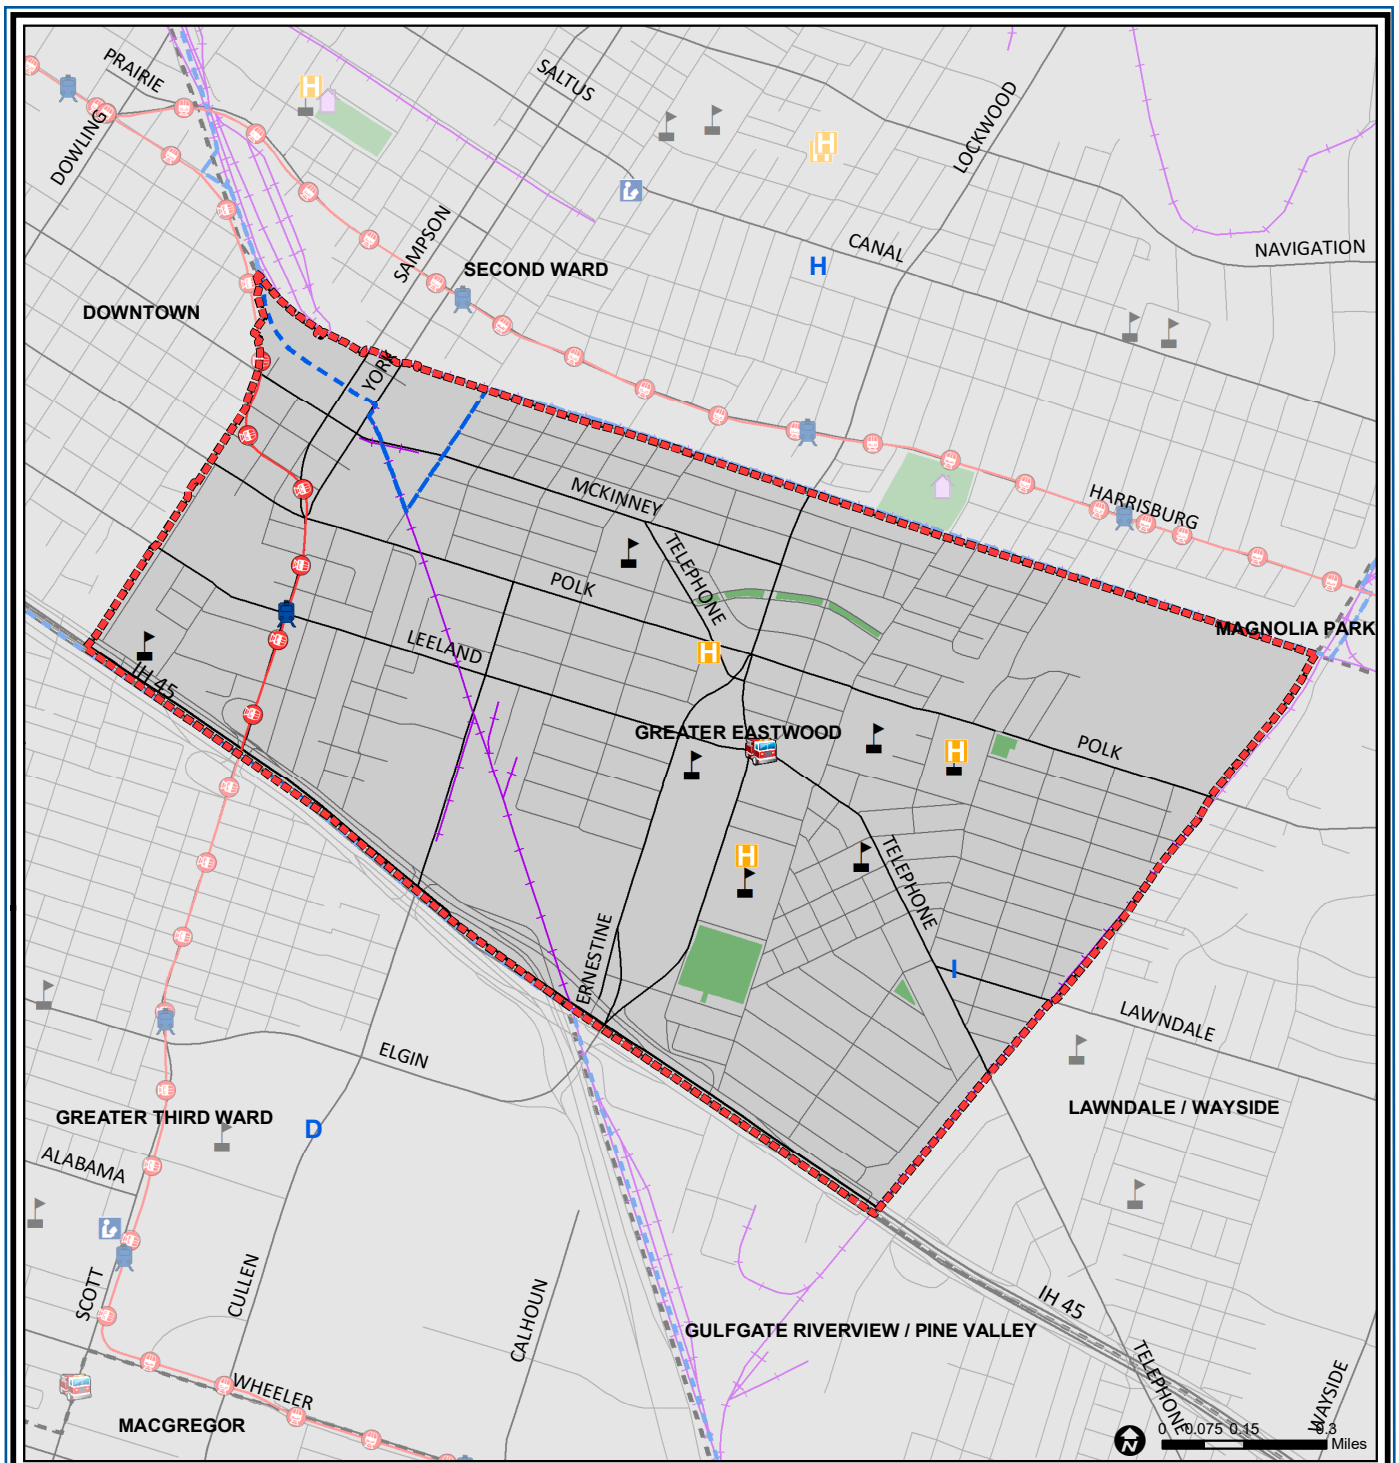 PRAIRIE
SALTUS
H
DOWLING
LOCKWOOD
H
SAMPSON
CANAL
NAVIGATION
SECOND WARD
H
DOWNTOWN
YORK
MCKINNEY
HARRISBURG
TELEPHONE
POLK
MAGNOLIA PARK
LEELAND
H
IH 45
GREATER EASTWOOD
H
POLK
H
TELEPHONE
ERNESTINE
I
LAWNDALE
ELGIN
LAWNDALE / WAYSIDE
GREATER THIRD WARD
D
ALABAMA
SCOTT
CULLEN
CALHOUN
IH 45
GULFGATE RIVERVIEW / PINE VALLEY
TELEPHONE
WAYSIDE
WHEELER
MACGREGOR
N
0 0.075 0.15 0.3
Miles